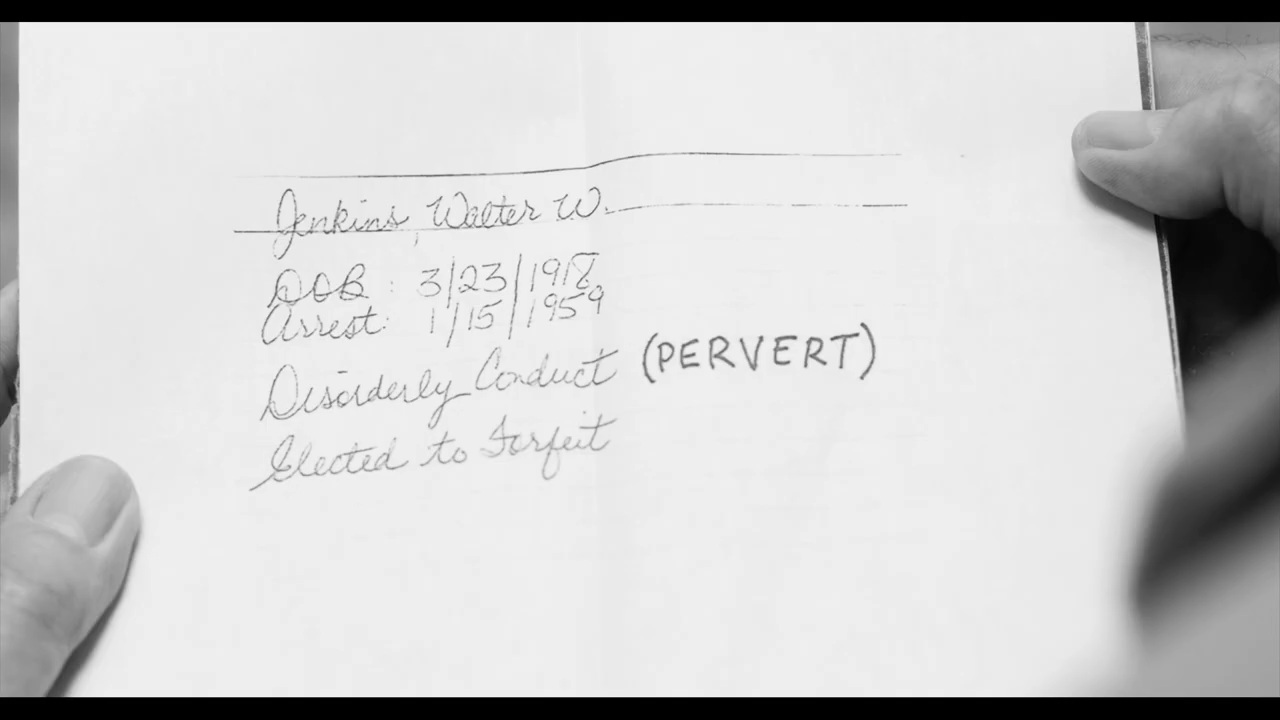 Jenkins, Walter W.
DOB: 3/23/1918
Arrest: 1/15/1959
Disorderly Conduct (PERVERT)
Elected to Forfeit